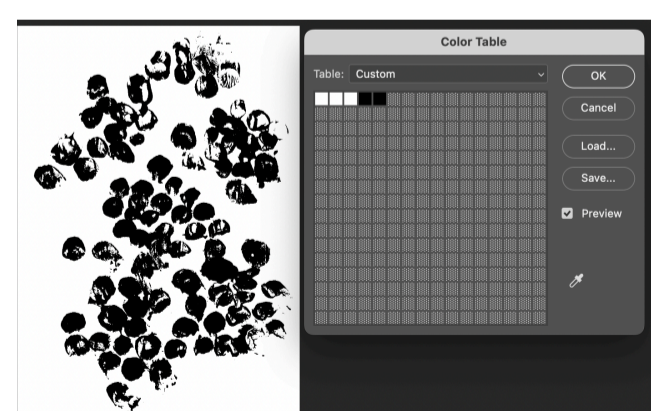 Color Table
Table: Custom
OK
Cancel
Load...
Save...
Preview